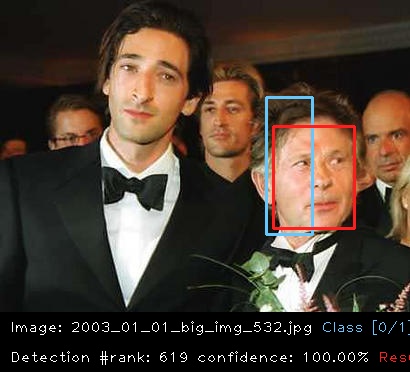 Image: 2003_01_01_big_img_532.jpg Class [0/1]
Detection #rank: 619 confidence: 100.00% Res